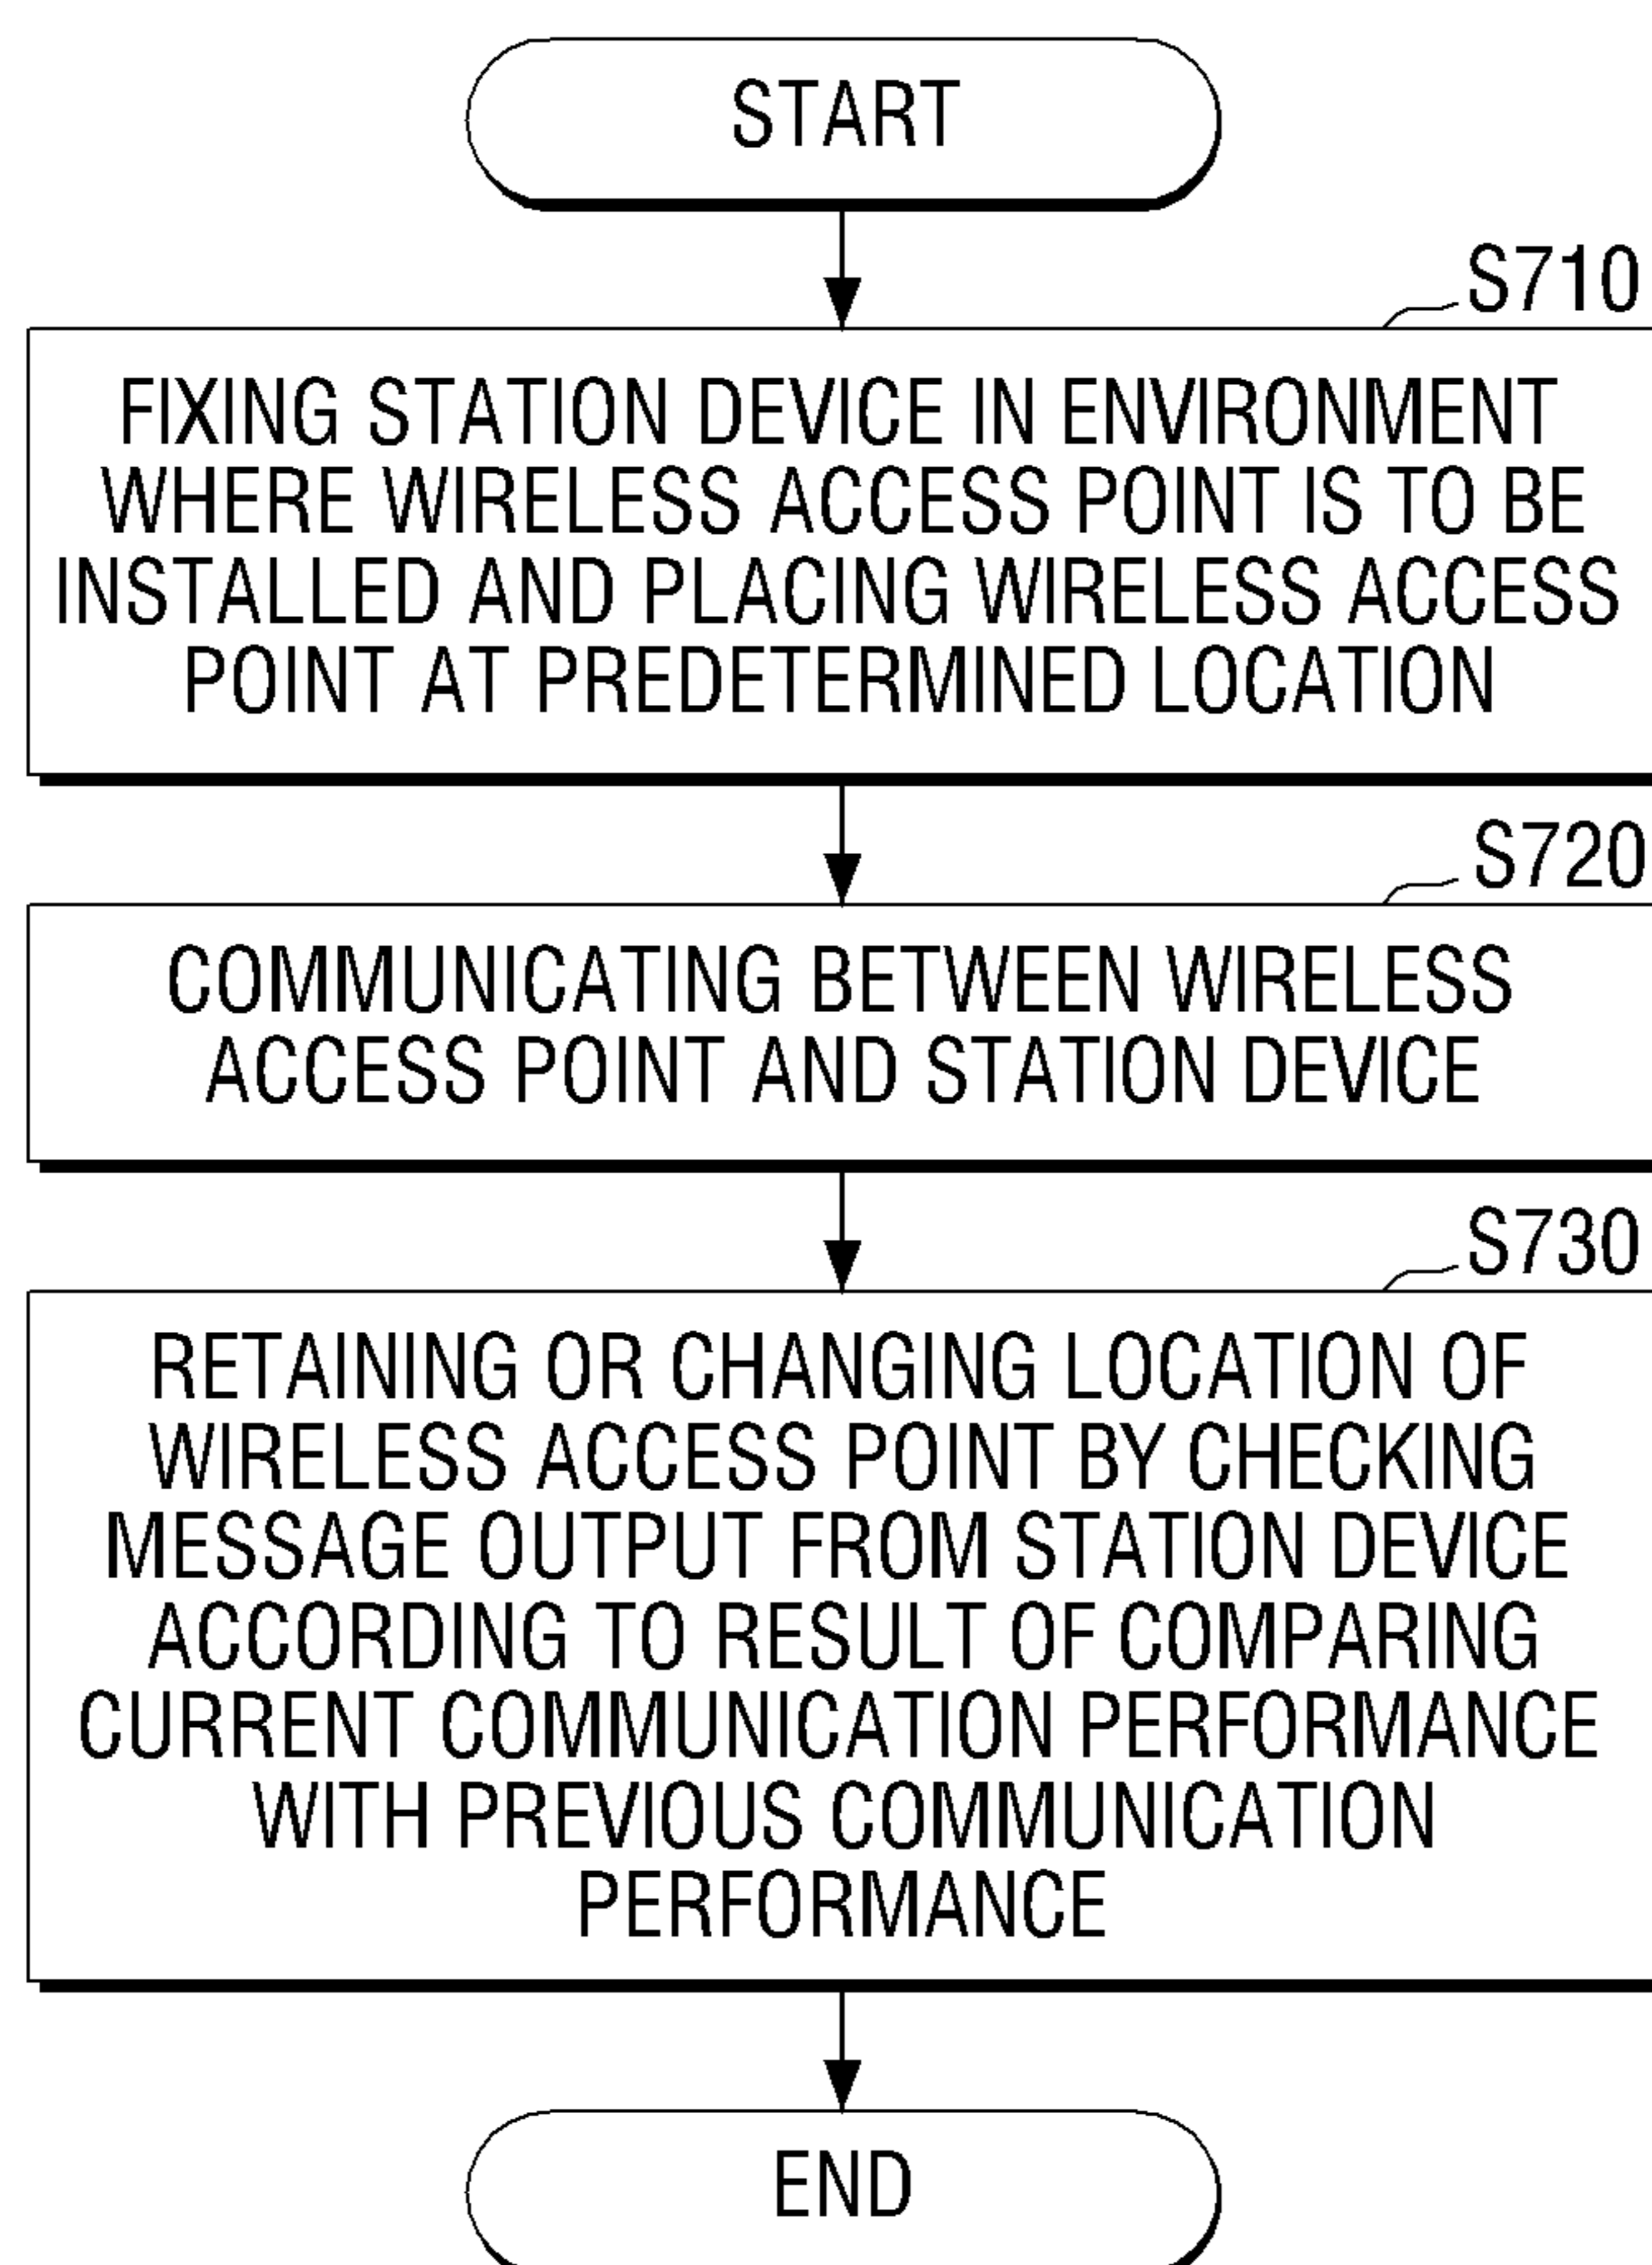 START
S710
FIXING STATION DEVICE IN ENVIRONMENT
WHERE WIRELESS ACCESS POINT IS TO BE
INSTALLED AND PLACING WIRELESS ACCESS
POINT AT PREDETERMINED LOCATION
S720
COMMUNICATING BETWEEN WIRELESS
ACCESS POINT AND STATION DEVICE
S730
RETAINING OR CHANGING LOCATION OF
WIRELESS ACCESS POINT BY CHECKING
MESSAGE OUTPUT FROM STATION DEVICE
ACCORDING TO RESULT OF COMPARING
CURRENT COMMUNICATION PERFORMANCE
WITH PREVIOUS COMMUNICATION
PERFORMANCE
END